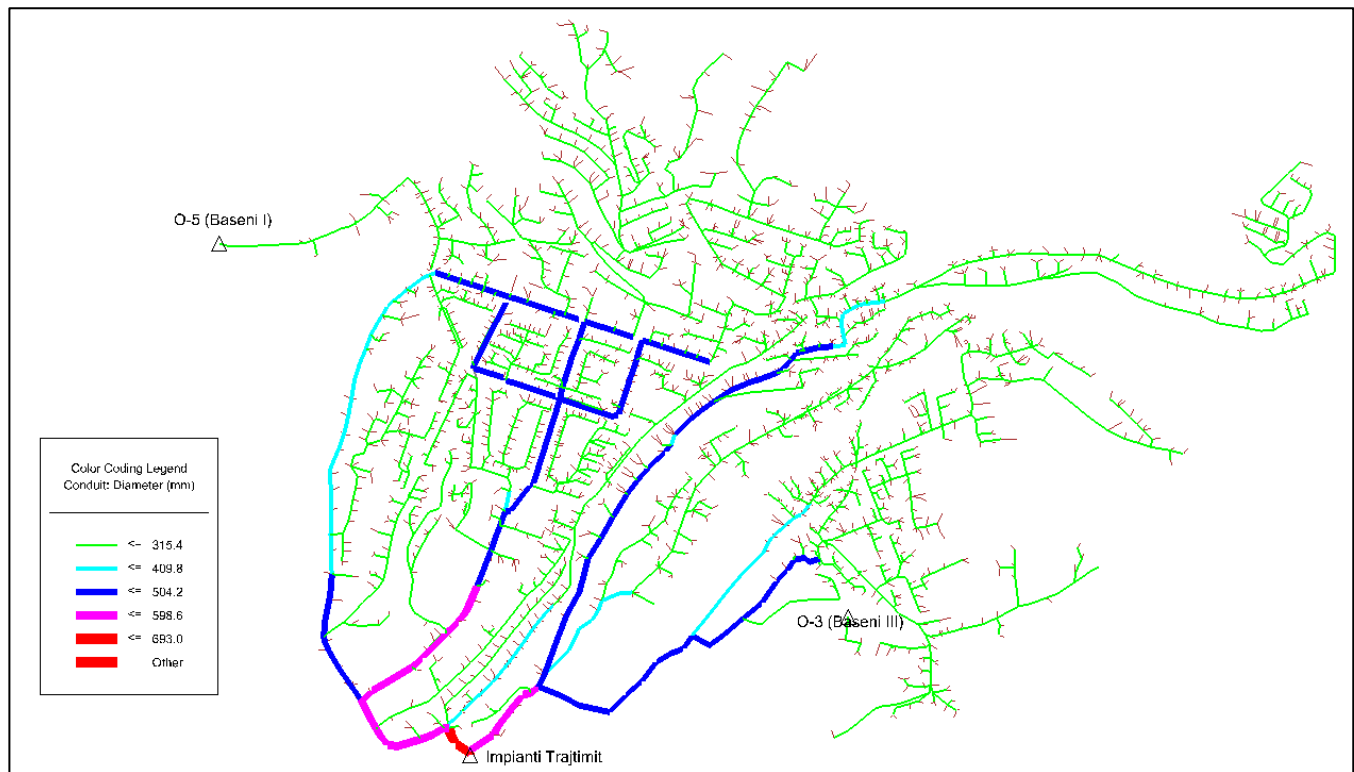 O-5 (Baseni I)
Color Coding Legend
Conduit: Diameter (mm)
<= 315.4
<= 409.8
<= 504.2
<= 598.6
<= 693.0
Other
O-3 (Baseni III)
Impianti Trajtimit